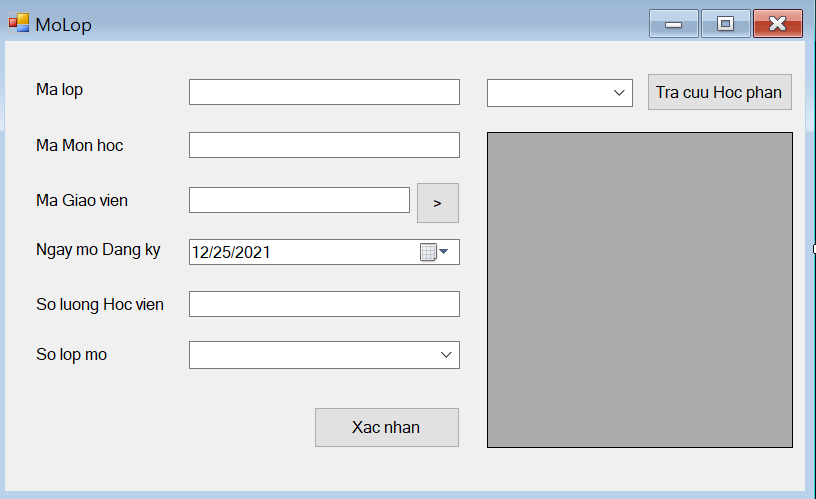 MoLop
Ma lop
Tra cuu Hoc phan
Ma Mon hoc
Ma Giao vien
>
Ngay mo Dang ky
12/25/2021
So luong Hoc vien
So lop mo
Xac nhan